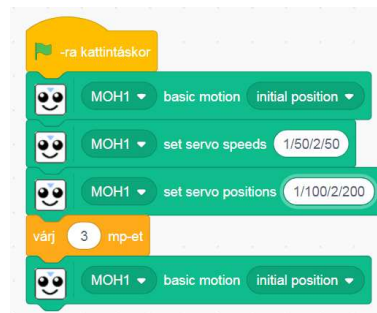 -ra kattintáskor
MOH1 basic motion initial position
MOH1 set servo speeds 1/50/2/50
MOH1 set servo positions 1/100/2/200
várj 3 mp-et
MOH1 basic motion initial position